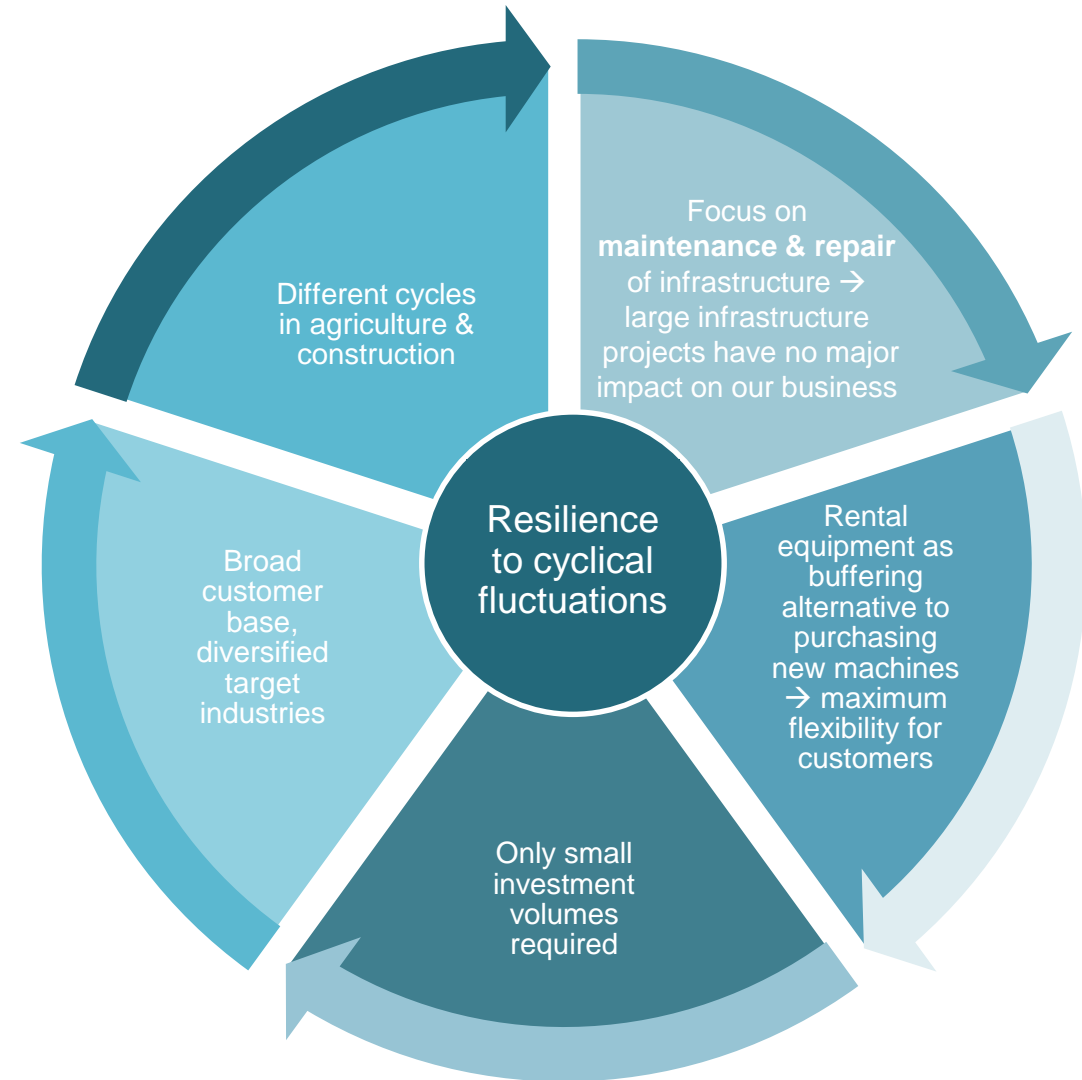 Focus on
maintenance & repair
of infrastructure →
large infrastructure
projects have no major
impact on our business
Rental
equipment as
buffering
alternative to
purchasing
new machines
→ maximum
flexibility for
customers
Only small
investment
volumes
required
Broad
customer
base,
diversified
target
industries
Different cycles
in agriculture &
construction
Resilience
to cyclical
fluctuations